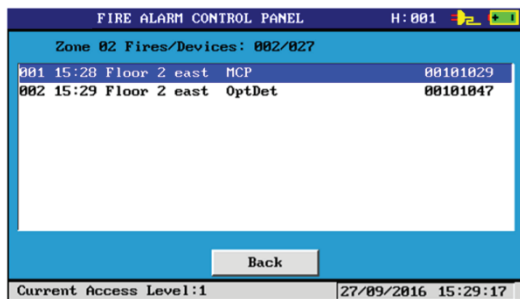 FIRE ALARM CONTROL PANEL H:001
Zone 02 Fires/Devices: 002/027
001 15:28 Floor 2 east MCP 00101029
002 15:29 Floor 2 east OptDet 00101047
Back
Current Access Level:1 27/09/2016 15:29:17